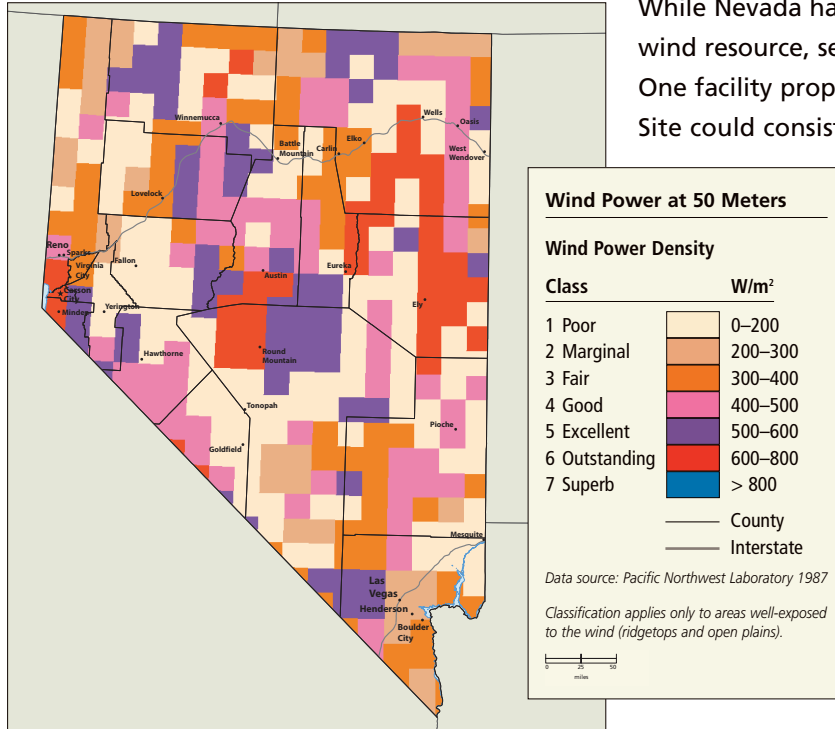 While Nevada ha
wind resource, se
One facility prop
Site could consist
Winnemucca
Wells
Oasis
Elko
Battle
Mountain
Carlin
West
Wendover
Lovelock
Reno
Sparks
Virginia
City
Fallon
Eureka
Austin
Carson
City
Ely
Yerington
Minden
Round
Mountain
Hawthorne
Tonopah
Pioche
Goldfield
Mesquite
Las
Vegas
Henderson
Boulder
City
Wind Power at 50 Meters
Wind Power Density
Class W/m²
1 Poor 0–200
2 Marginal 200–300
3 Fair 300–400
4 Good 400–500
5 Excellent 500–600
6 Outstanding 600–800
7 Superb > 800
County
Interstate
Data source: Pacific Northwest Laboratory 1987
Classification applies only to areas well-exposed
to the wind (ridgetops and open plains).
0 25 50
miles